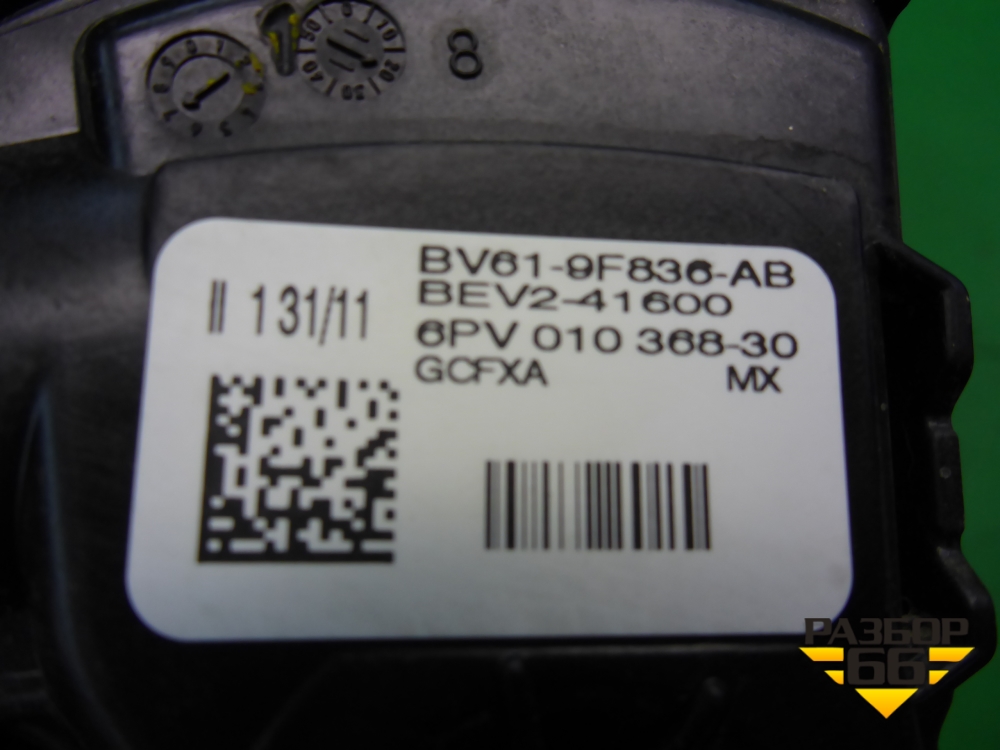 8
BV61-9F836-AB
BEV2-41600
II 131/11
6PV 010 368-30
GCFXA MX
РАЗБОР
66